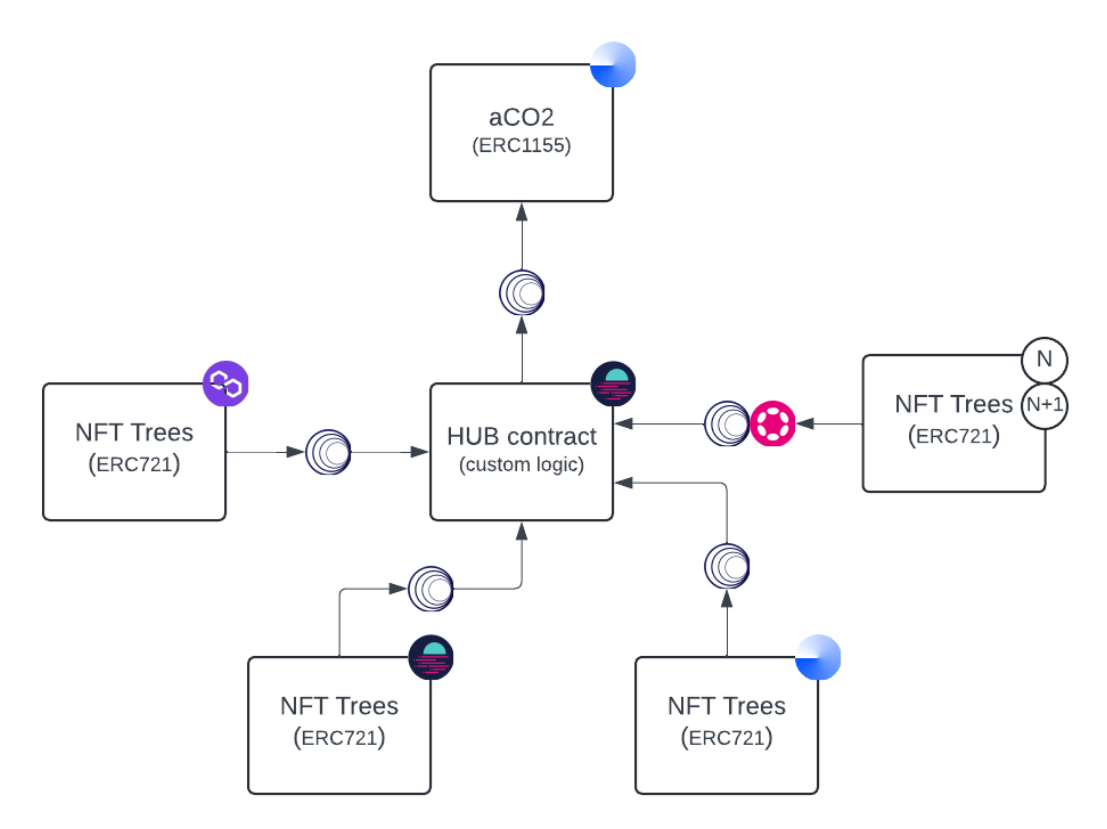 aCO2
(ERC1155)
NFT Trees
(ERC721)
HUB contract
(custom logic)
NFT Trees
(ERC721)
N
N+1
NFT Trees
(ERC721)
NFT Trees
(ERC721)